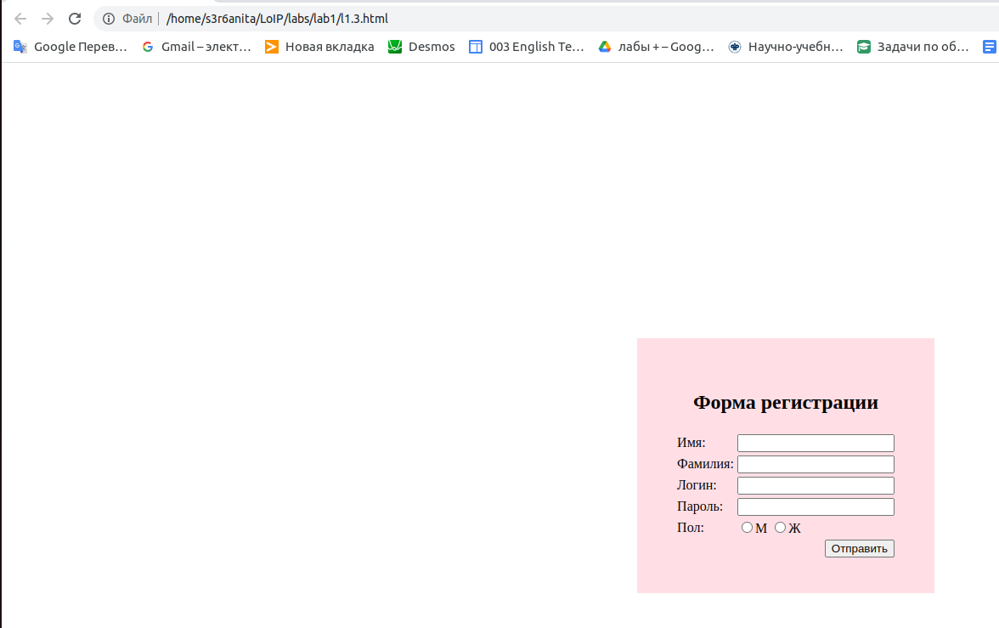 Файл | /home/s3r6anita/LoIP/labs/lab1/l1.3.html
Google Перев… Gmail – элект… Новая вкладка Desmos 003 English Te… лабы + – Goog… Научно-учебн… Задачи по об…
Форма регистрации
Имя:
Фамилия:
Логин:
Пароль:
Пол: М Ж
Отправить